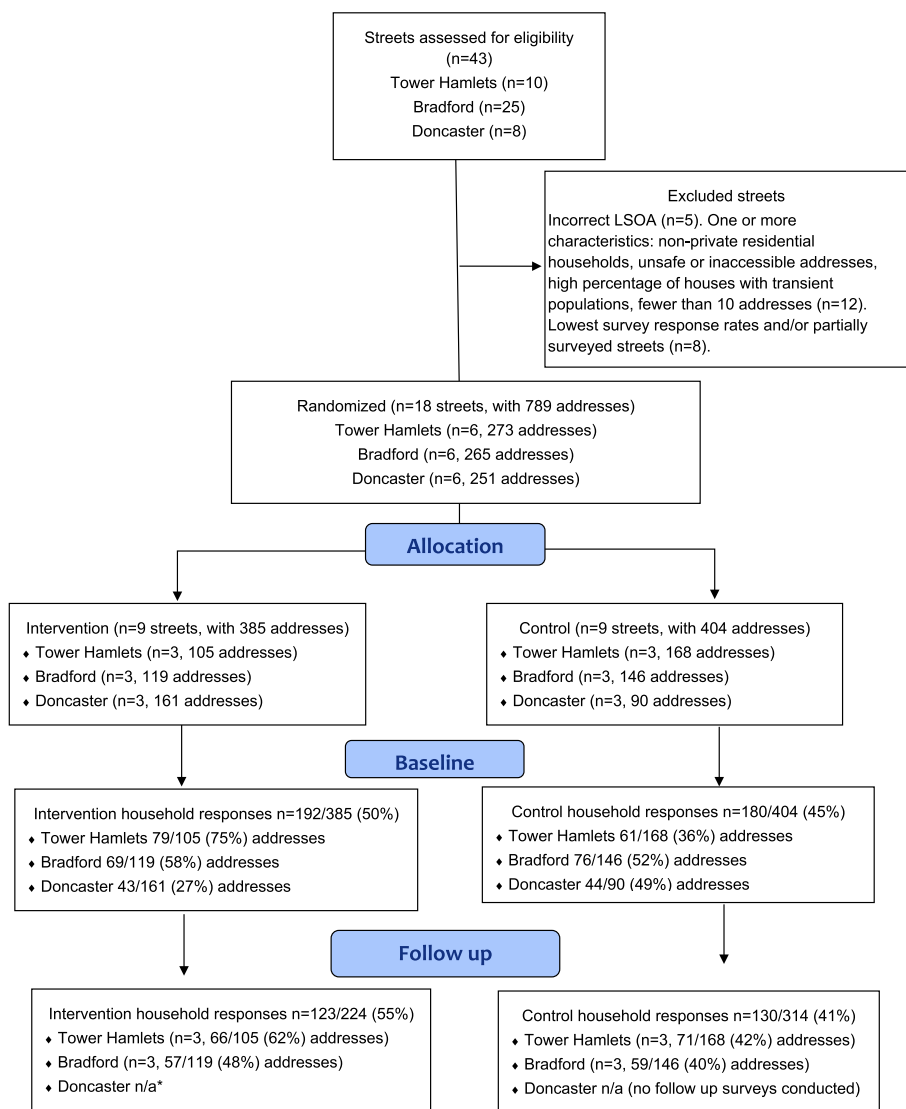 Streets assessed for eligibility
(n=43)
Tower Hamlets (n=10)
Bradford (n=25)
Doncaster (n=8)
Excluded streets
Incorrect LSOA (n=5). One or more
characteristics: non-private residential
households, unsafe or inaccessible addresses,
high percentage of houses with transient
populations, fewer than 10 addresses (n=12).
Lowest survey response rates and/or partially
surveyed streets (n=8).
Randomized (n=18 streets, with 789 addresses)
Tower Hamlets (n=6, 273 addresses)
Bradford (n=6, 265 addresses)
Doncaster (n=6, 251 addresses)
Allocation
Intervention (n=9 streets, with 385 addresses)
♦ Tower Hamlets (n=3, 105 addresses)
♦ Bradford (n=3, 119 addresses)
♦ Doncaster (n=3, 161 addresses)
Control (n=9 streets, with 404 addresses)
♦ Tower Hamlets (n=3, 168 addresses)
♦ Bradford (n=3, 146 addresses)
♦ Doncaster (n=3, 90 addresses)
Baseline
Intervention household responses n=192/385 (50%)
♦ Tower Hamlets 79/105 (75%) addresses
♦ Bradford 69/119 (58%) addresses
♦ Doncaster 43/161 (27%) addresses
Control household responses n=180/404 (45%)
♦ Tower Hamlets 61/168 (36%) addresses
♦ Bradford 76/146 (52%) addresses
♦ Doncaster 44/90 (49%) addresses
Follow up
Intervention household responses n=123/224 (55%)
♦ Tower Hamlets (n=3, 66/105 (62%) addresses)
♦ Bradford (n=3, 57/119 (48%) addresses)
♦ Doncaster n/a*
Control household responses n=130/314 (41%)
♦ Tower Hamlets (n=3, 71/168 (42%) addresses)
♦ Bradford (n=3, 59/146 (40%) addresses)
♦ Doncaster n/a (no follow up surveys conducted)